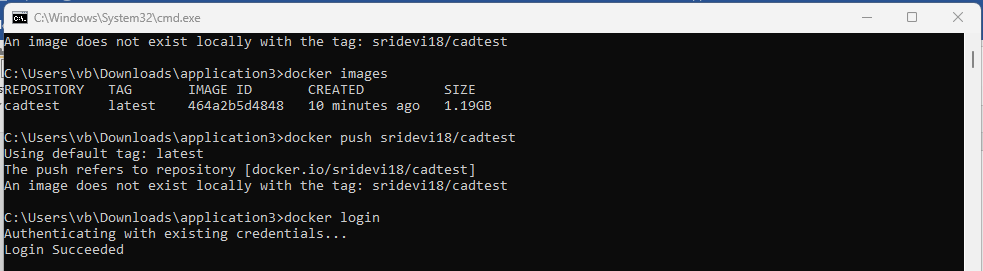 C:\Windows\System32\cmd.exe
An image does not exist locally with the tag: sridevi18/cadtest
C:\Users\vb\Downloads\application3>docker images
REPOSITORY   TAG       IMAGE ID       CREATED          SIZE
cadtest      latest    464a2b5d4848   10 minutes ago   1.19GB
C:\Users\vb\Downloads\application3>docker push sridevi18/cadtest
Using default tag: latest
The push refers to repository [docker.io/sridevi18/cadtest]
An image does not exist locally with the tag: sridevi18/cadtest
C:\Users\vb\Downloads\application3>docker login
Authenticating with existing credentials...
Login Succeeded